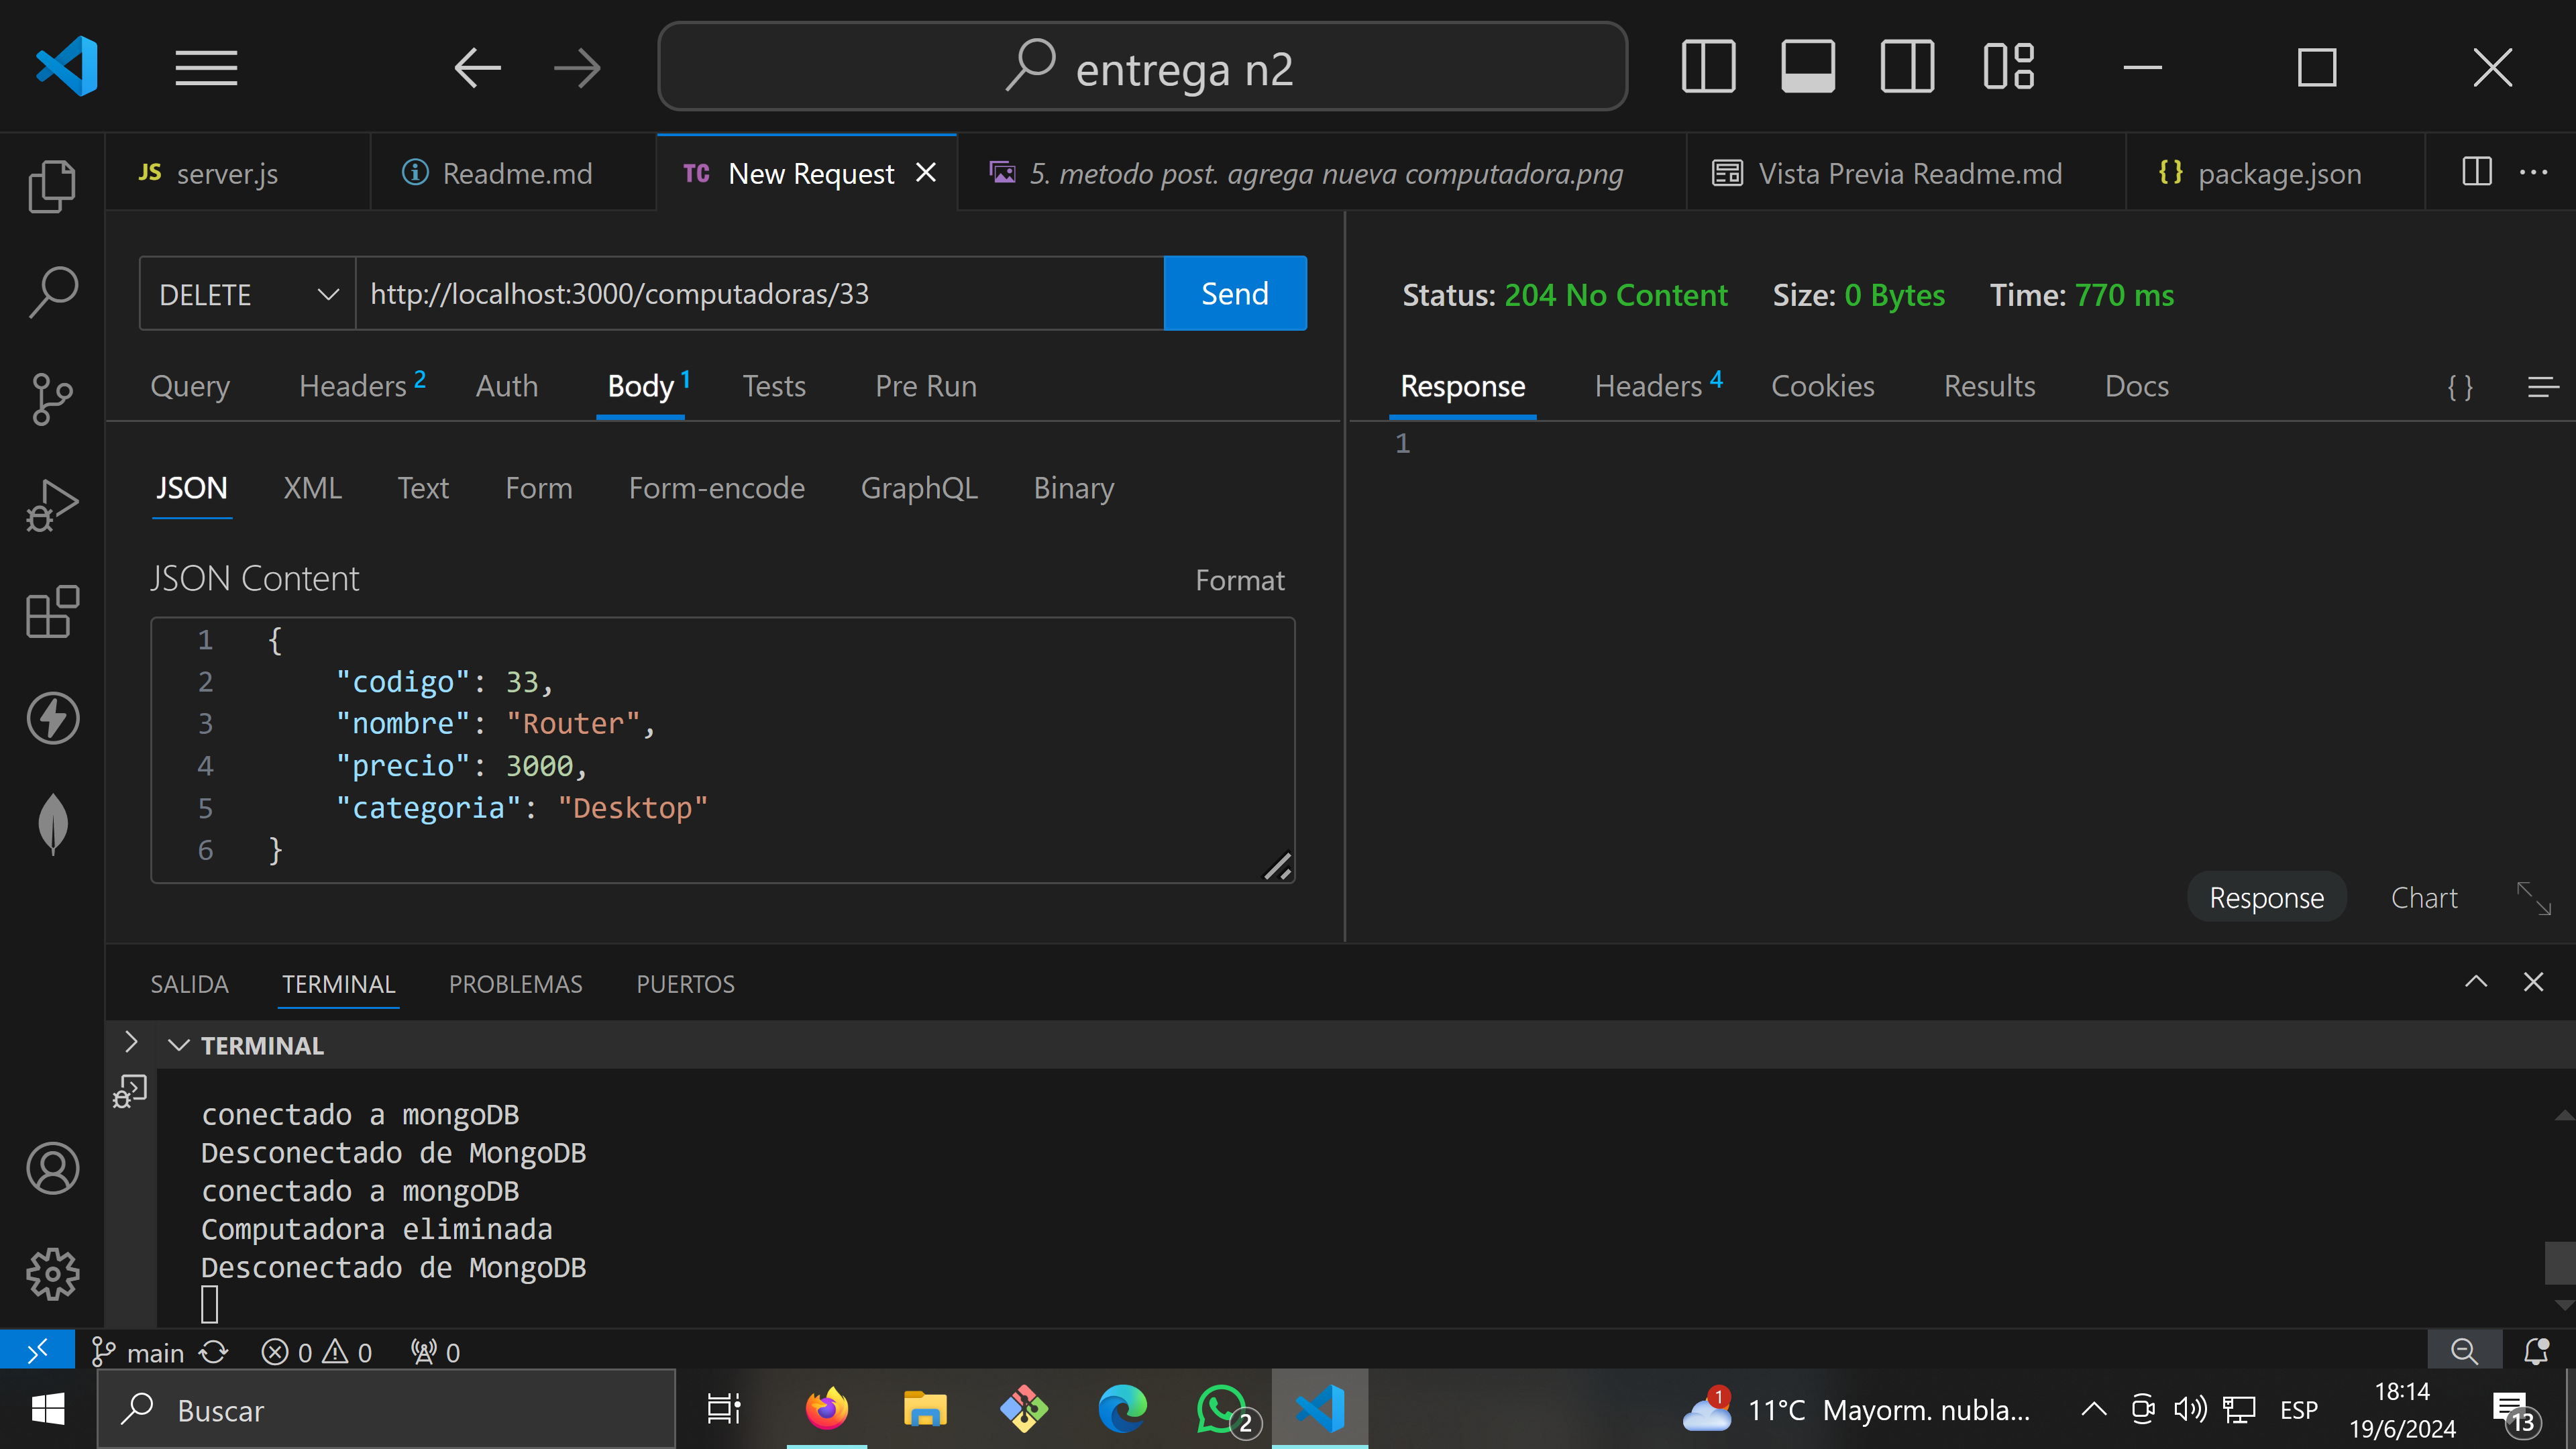 entrega n2
JS server.js
Readme.md
TC New Request
5. metodo post. agrega nueva computadora.png
Vista Previa Readme.md
{} package.json
DELETE
http://localhost:3000/computadoras/33
Send
Query
Headers 2
Auth
Body 1
Tests
Pre Run
JSON
XML
Text
Form
Form-encode
GraphQL
Binary
JSON Content
Format
1 {
2 "codigo": 33,
3 "nombre": "Router",
4 "precio": 3000,
5 "categoria": "Desktop"
6 }
Status: 204 No Content
Size: 0 Bytes
Time: 770 ms
Response
Headers 4
Cookies
Results
Docs
{ }
1
Response
Chart
SALIDA
TERMINAL
PROBLEMAS
PUERTOS
TERMINAL
conectado a mongoDB
Desconectado de MongoDB
conectado a mongoDB
Computadora eliminada
Desconectado de MongoDB
main
0
0
0
Buscar
2
1
11°C Mayorm. nubla...
ESP
18:14
19/6/2024
13